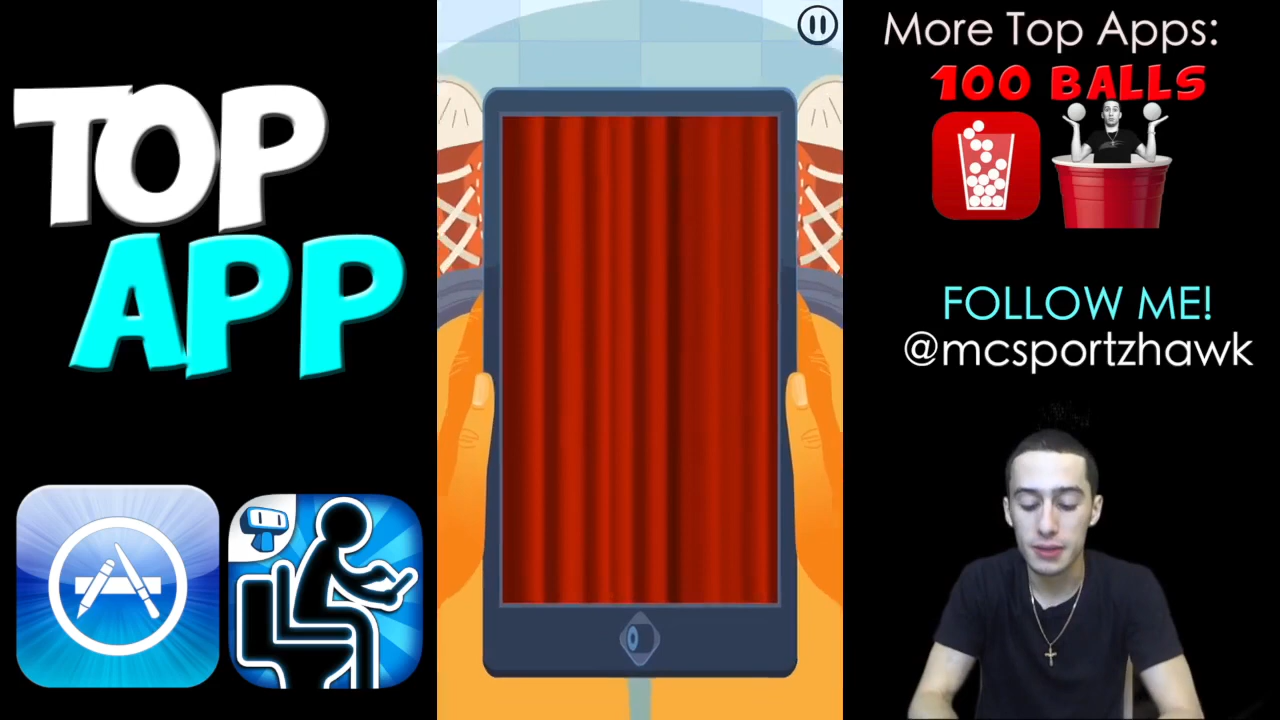 TOP
APP
More Top Apps:
100 BALLS
FOLLOW ME!
@mcsportzhawk